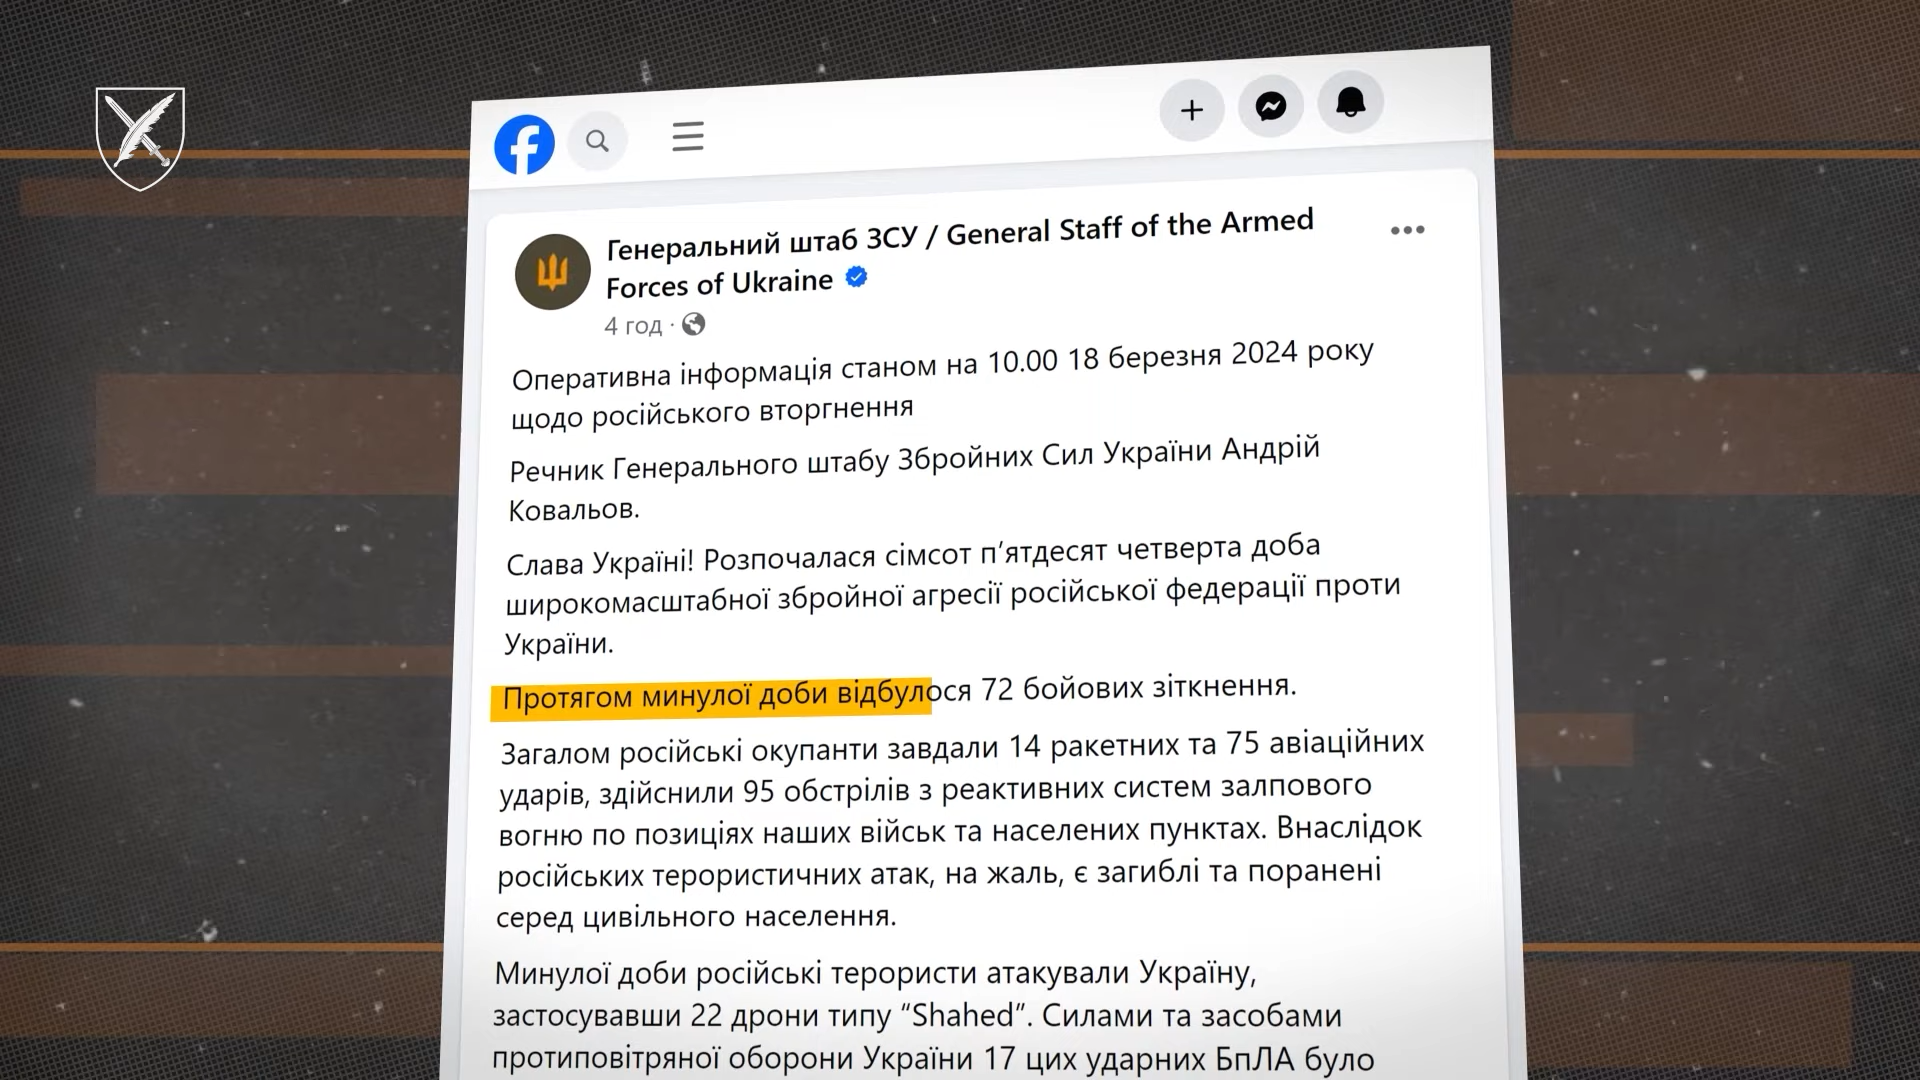 Генеральний штаб ЗСУ / General Staff of the Armed
Forces of Ukraine
4 год ·
Оперативна інформація станом на 10.00 18 березня 2024 року
щодо російського вторгнення
Речник Генерального штабу Збройних Сил України Андрій
Ковальов.
Слава Україні! Розпочалася сімсот п’ятдесят четверта доба
широкомасштабної збройної агресії російської федерації проти
України.
Протягом минулої доби відбулося 72 бойових зіткнення.
Загалом російські окупанти завдали 14 ракетних та 75 авіаційних
ударів, здійснили 95 обстрілів з реактивних систем залпового
вогню по позиціях наших військ та населених пунктах. Внаслідок
російських терористичних атак, на жаль, є загиблі та поранені
серед цивільного населення.
Минулої доби російські терористи атакували Україну,
застосувавши 22 дрони типу “Shahed”. Силами та засобами
протиповітряної оборони України 17 цих ударних БпЛА було